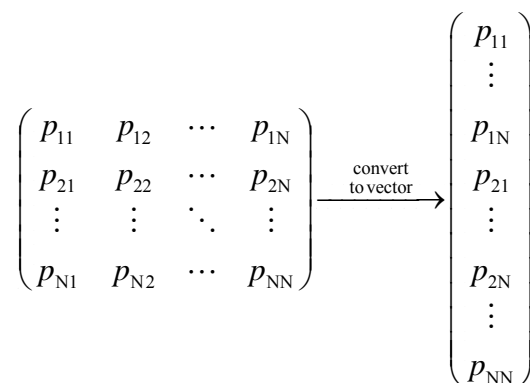 p₁₁ p₁₂ ⋯ p₁N
p₂₁ p₂₂ ⋯ p₂N
⋮ ⋮ ⋱ ⋮
pN1 pN2 ⋯ pNN
convert
to vector
p₁₁
⋮
p₁N
p₂₁
⋮
p₂N
⋮
pNN